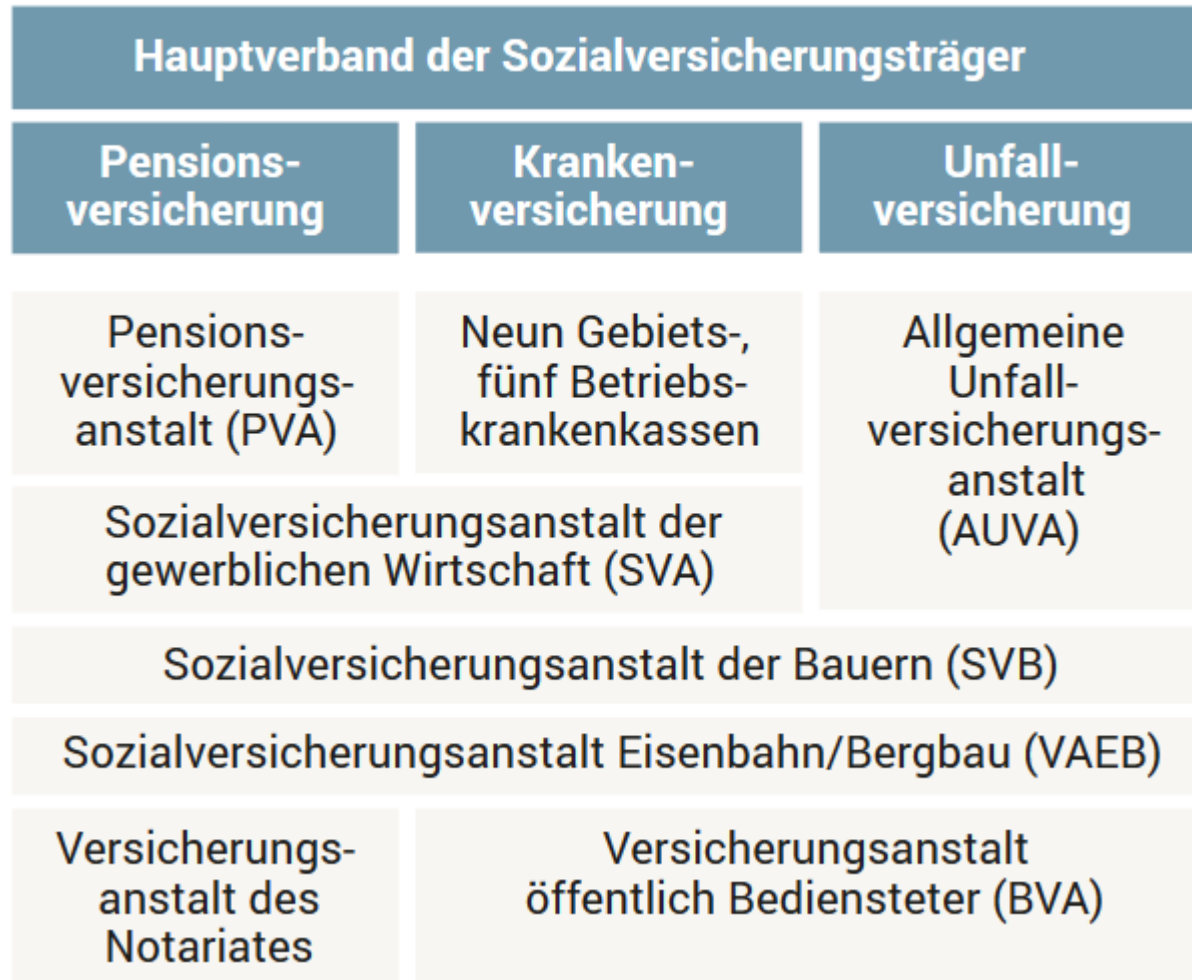 Hauptverband der Sozialversicherungsträger
Pensions-
versicherung
Kranken-
versicherung
Unfall-
versicherung
Pensions-
versicherungs-
anstalt (PVA)
Neun Gebiets-,
fünf Betriebs-
krankenkassen
Allgemeine
Unfall-
versicherungs-
anstalt
(AUVA)
Sozialversicherungsanstalt der
gewerblichen Wirtschaft (SVA)
Sozialversicherungsanstalt der Bauern (SVB)
Sozialversicherungsanstalt Eisenbahn/Bergbau (VAEB)
Versicherungs-
anstalt des
Notariates
Versicherungsanstalt
öffentlich Bediensteter (BVA)